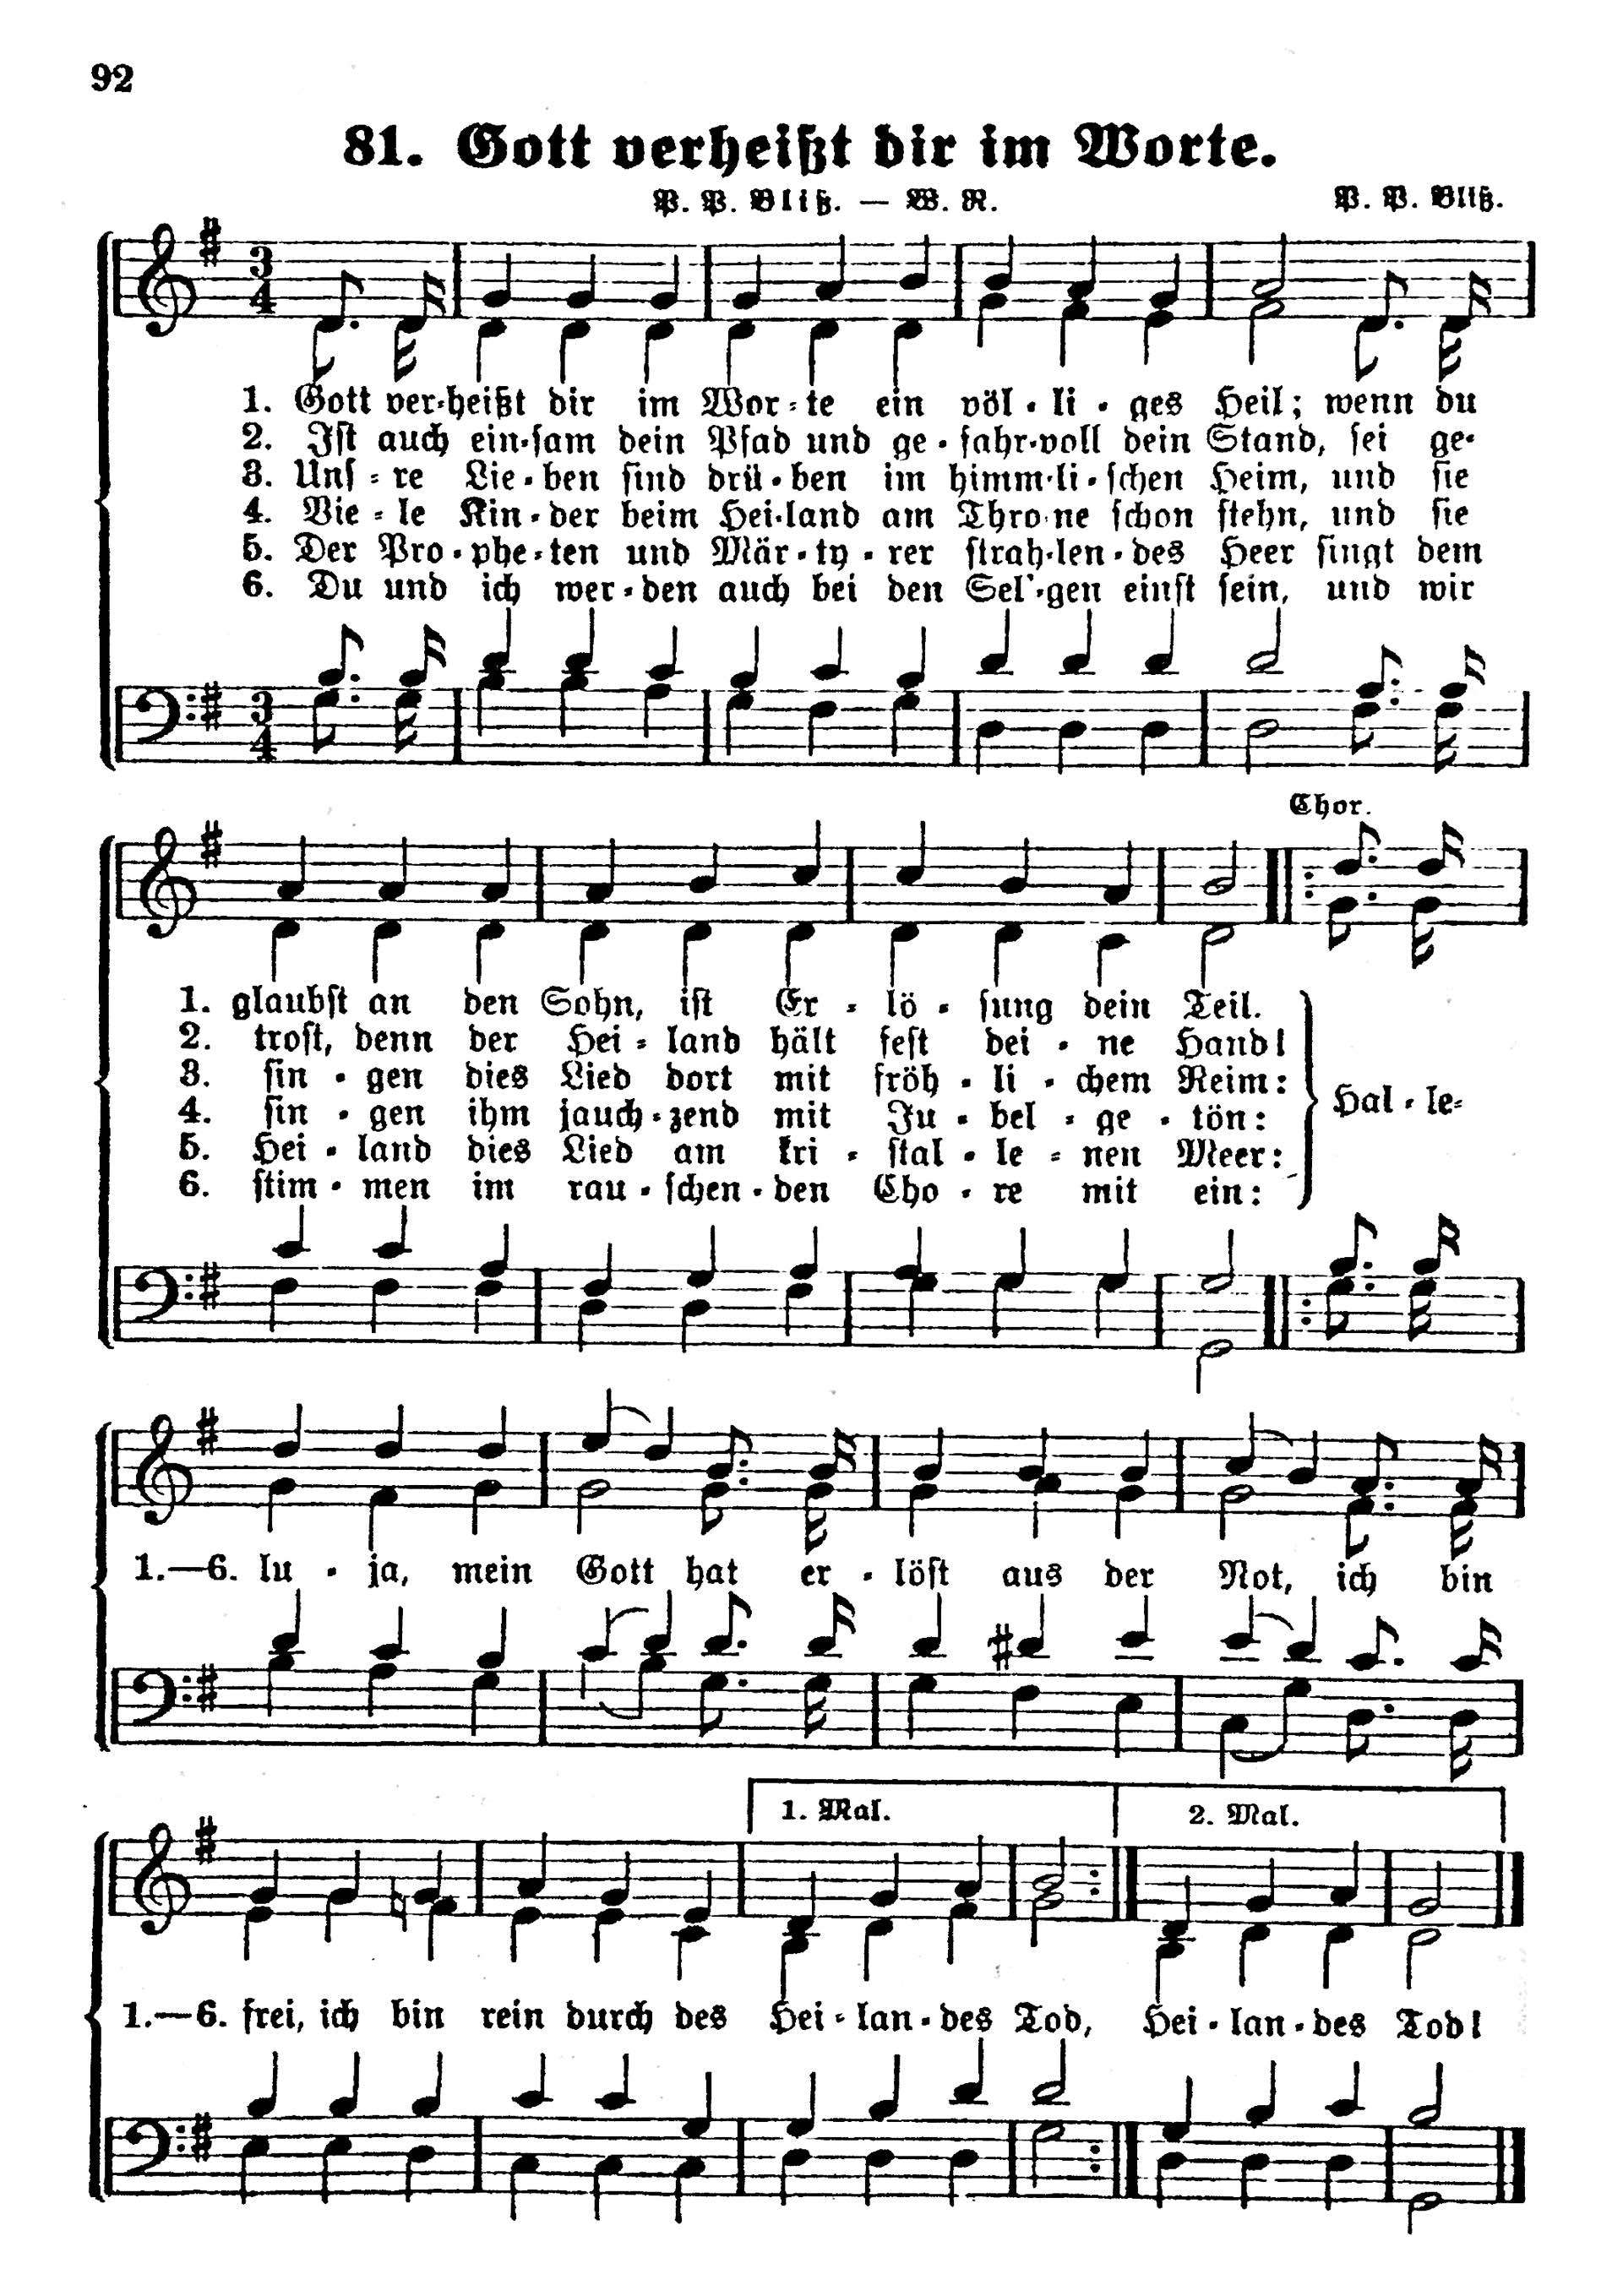 92
81. Gott verheißt dir im Worte.
P. P. Bliß. — W. R. P. P. Bliß.
3 4
1. Gott ver-heißt dir im Wor-te ein völ-li-ges Heil; wenn du
2. Ist auch ein-sam dein Pfad und ge-fahr-voll dein Stand, sei ge-
3. Uns-re Lie-ben sind drü-ben im himm-li-schen Heim, und sie
4. Vie-le Kin-der beim Hei-land am Thro-ne schon stehn, und sie
5. Der Pro-phe-ten und Mär-ty-rer strah-len-des Heer singt dem
6. Du und ich wer-den auch bei den Sel'-gen einst sein, und wir
3 4
Chor.
1. glaubst an den Sohn, ist Er-lö-sung dein Teil.
2. trost, denn der Hei-land hält fest dei-ne Hand!
3. sin-gen dies Lied dort mit fröh-li-chem Reim:
4. sin-gen ihm jauch-zend mit Ju-bel-ge-tön:
5. Hei-land dies Lied am kri-stal-le-nen Meer:
6. stim-men im rau-schen-den Cho-re mit ein:
Hal-le-
1.—6. lu-ja, mein Gott hat er-löst aus der Not, ich bin
1. Mal. 2. Mal.
1.—6. frei, ich bin rein durch des Hei-lan-des Tod, Hei-lan-des Tod!